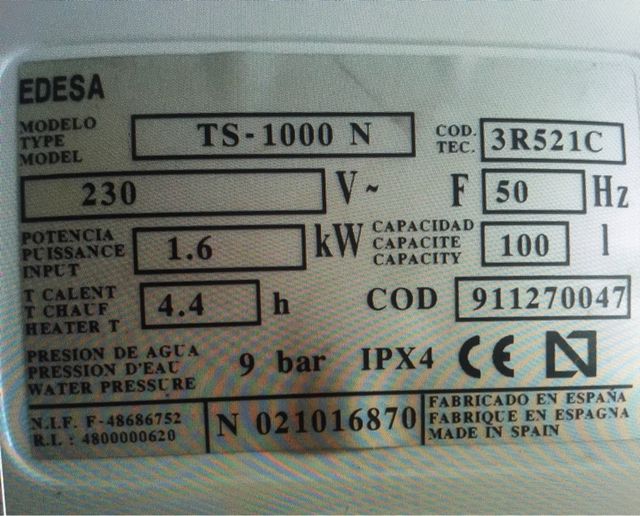 EDESA
MODELO
TYPE
MODEL
TS-1000 N
COD.
TEC.
3R521C
230 V~ F 50 Hz
POTENCIA
PUISSANCE
INPUT
1.6 kW
CAPACIDAD
CAPACITE
CAPACITY
100 l
T CALENT
T CHAUF
HEATER T
4.4 h
COD 911270047
PRESION DE AGUA
PRESSION D'EAU
WATER PRESSURE
9 bar IPX4 CE N
N.I.F. F-48686752
R.I. : 4800000620
N 021016870
FABRICADO EN ESPAÑA
FABRIQUE EN ESPAGNA
MADE IN SPAIN